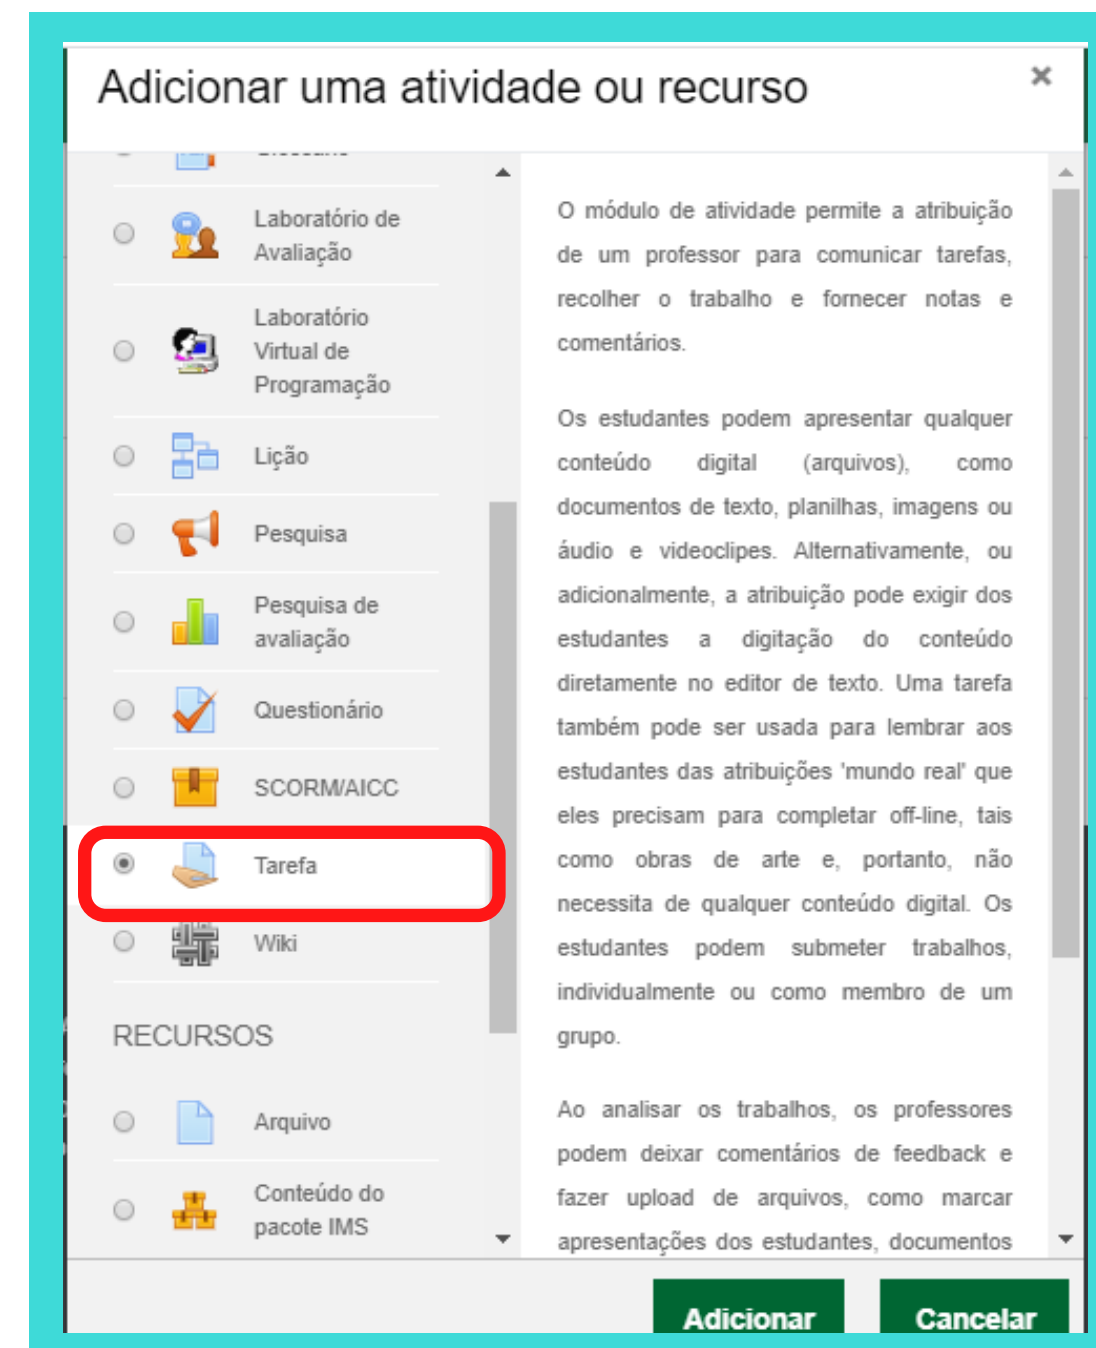 Adicionar uma atividade ou recurso
×
Laboratório de
Avaliação
Laboratório
Virtual de
Programação
Lição
Pesquisa
Pesquisa de
avaliação
Questionário
SCORM/AICC
Tarefa
Wiki
RECURSOS
Arquivo
Conteúdo do
pacote IMS
O módulo de atividade permite a atribuição
de um professor para comunicar tarefas,
recolher o trabalho e fornecer notas e
comentários.
Os estudantes podem apresentar qualquer
conteúdo digital (arquivos), como
documentos de texto, planilhas, imagens ou
áudio e videoclipes. Alternativamente, ou
adicionalmente, a atribuição pode exigir dos
estudantes a digitação do conteúdo
diretamente no editor de texto. Uma tarefa
também pode ser usada para lembrar aos
estudantes das atribuições 'mundo real' que
eles precisam para completar off-line, tais
como obras de arte e, portanto, não
necessita de qualquer conteúdo digital. Os
estudantes podem submeter trabalhos,
individualmente ou como membro de um
grupo.
Ao analisar os trabalhos, os professores
podem deixar comentários de feedback e
fazer upload de arquivos, como marcar
apresentações dos estudantes, documentos
Adicionar
Cancelar